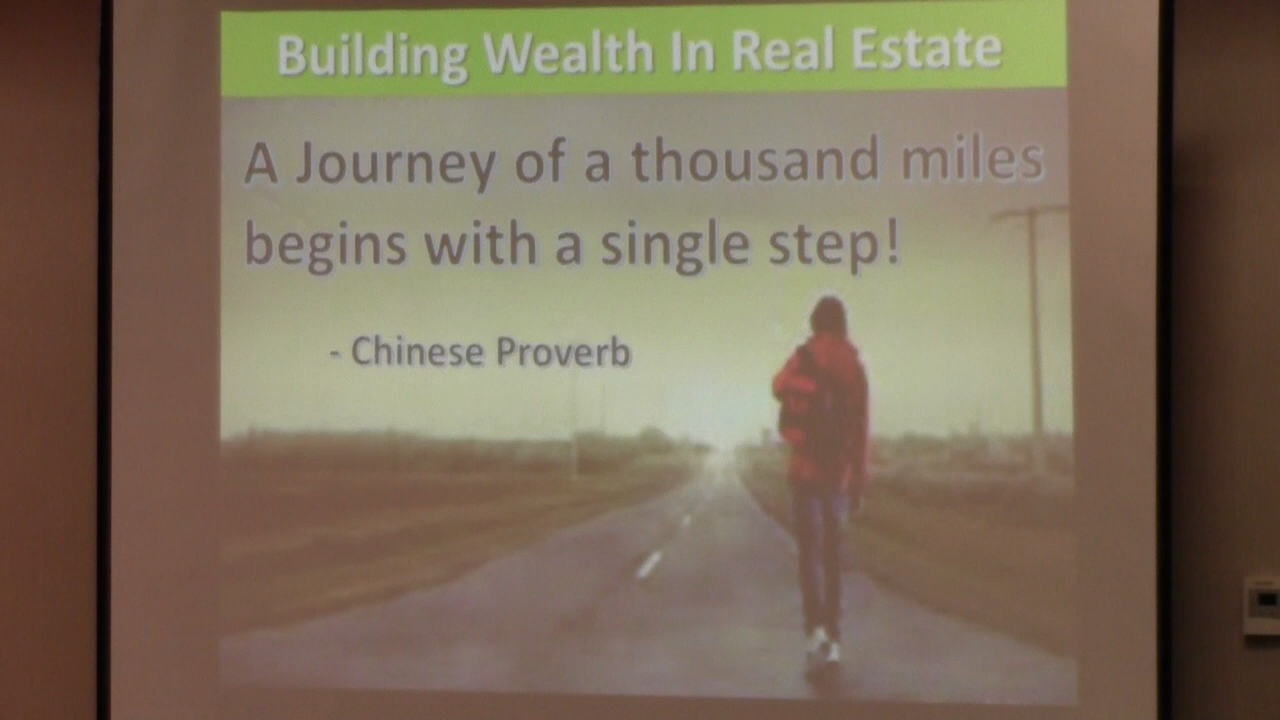 Building Wealth In Real Estate
A Journey of a thousand miles
begins with a single step!
- Chinese Proverb